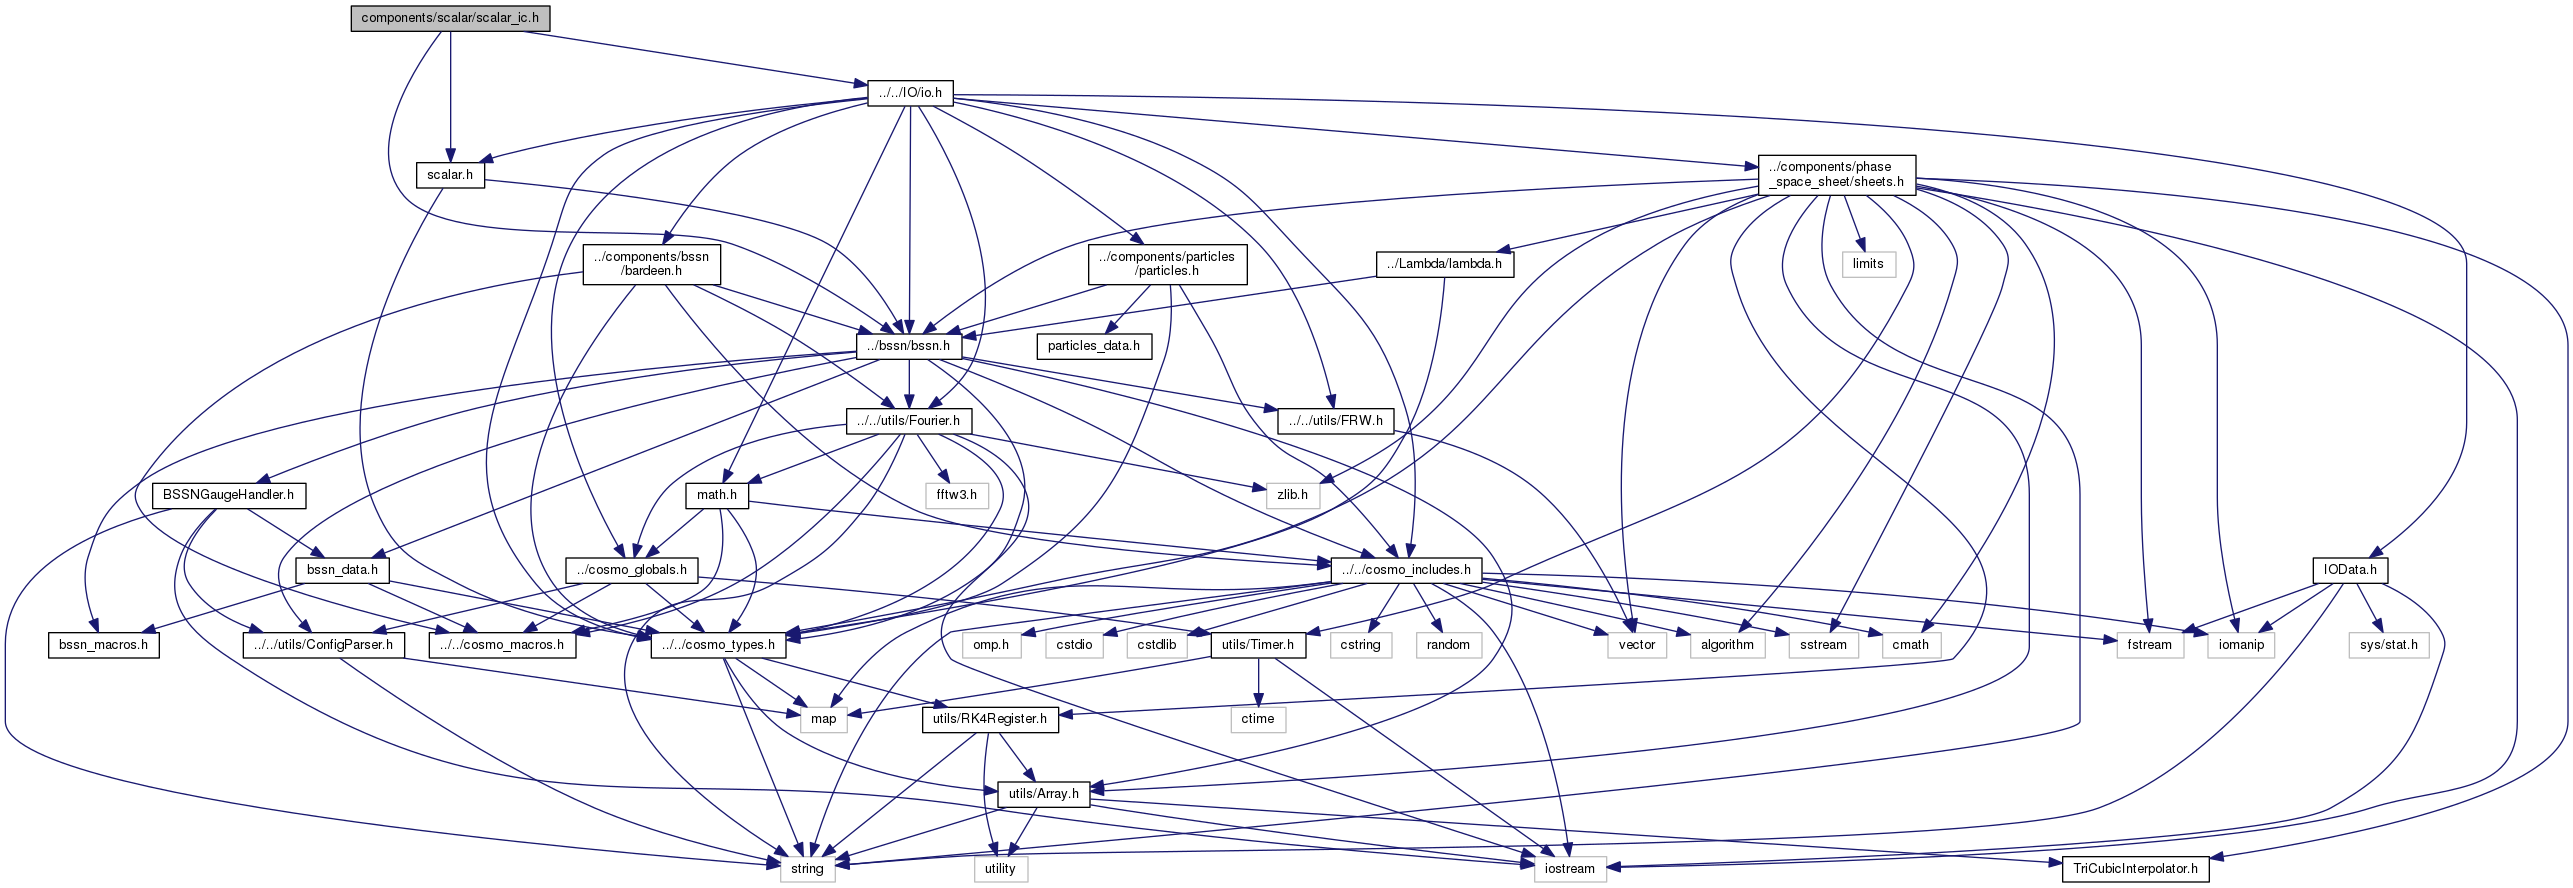 components/scalar/scalar_ic.h
../../IO/io.h
scalar.h
../components/phase
_space_sheet/sheets.h
../components/bssn
/bardeen.h
../components/particles
/particles.h
../Lambda/lambda.h
limits
../bssn/bssn.h
particles_data.h
../../utils/Fourier.h
../../utils/FRW.h
BSSNGaugeHandler.h
math.h
fftw3.h
zlib.h
bssn_data.h
../cosmo_globals.h
../../cosmo_includes.h
IOData.h
bssn_macros.h
../../utils/ConfigParser.h
../../cosmo_macros.h
../../cosmo_types.h
omp.h
cstdio
cstdlib
utils/Timer.h
cstring
random
vector
algorithm
sstream
cmath
fstream
iomanip
sys/stat.h
map
utils/RK4Register.h
ctime
utils/Array.h
string
utility
iostream
TriCubicInterpolator.h